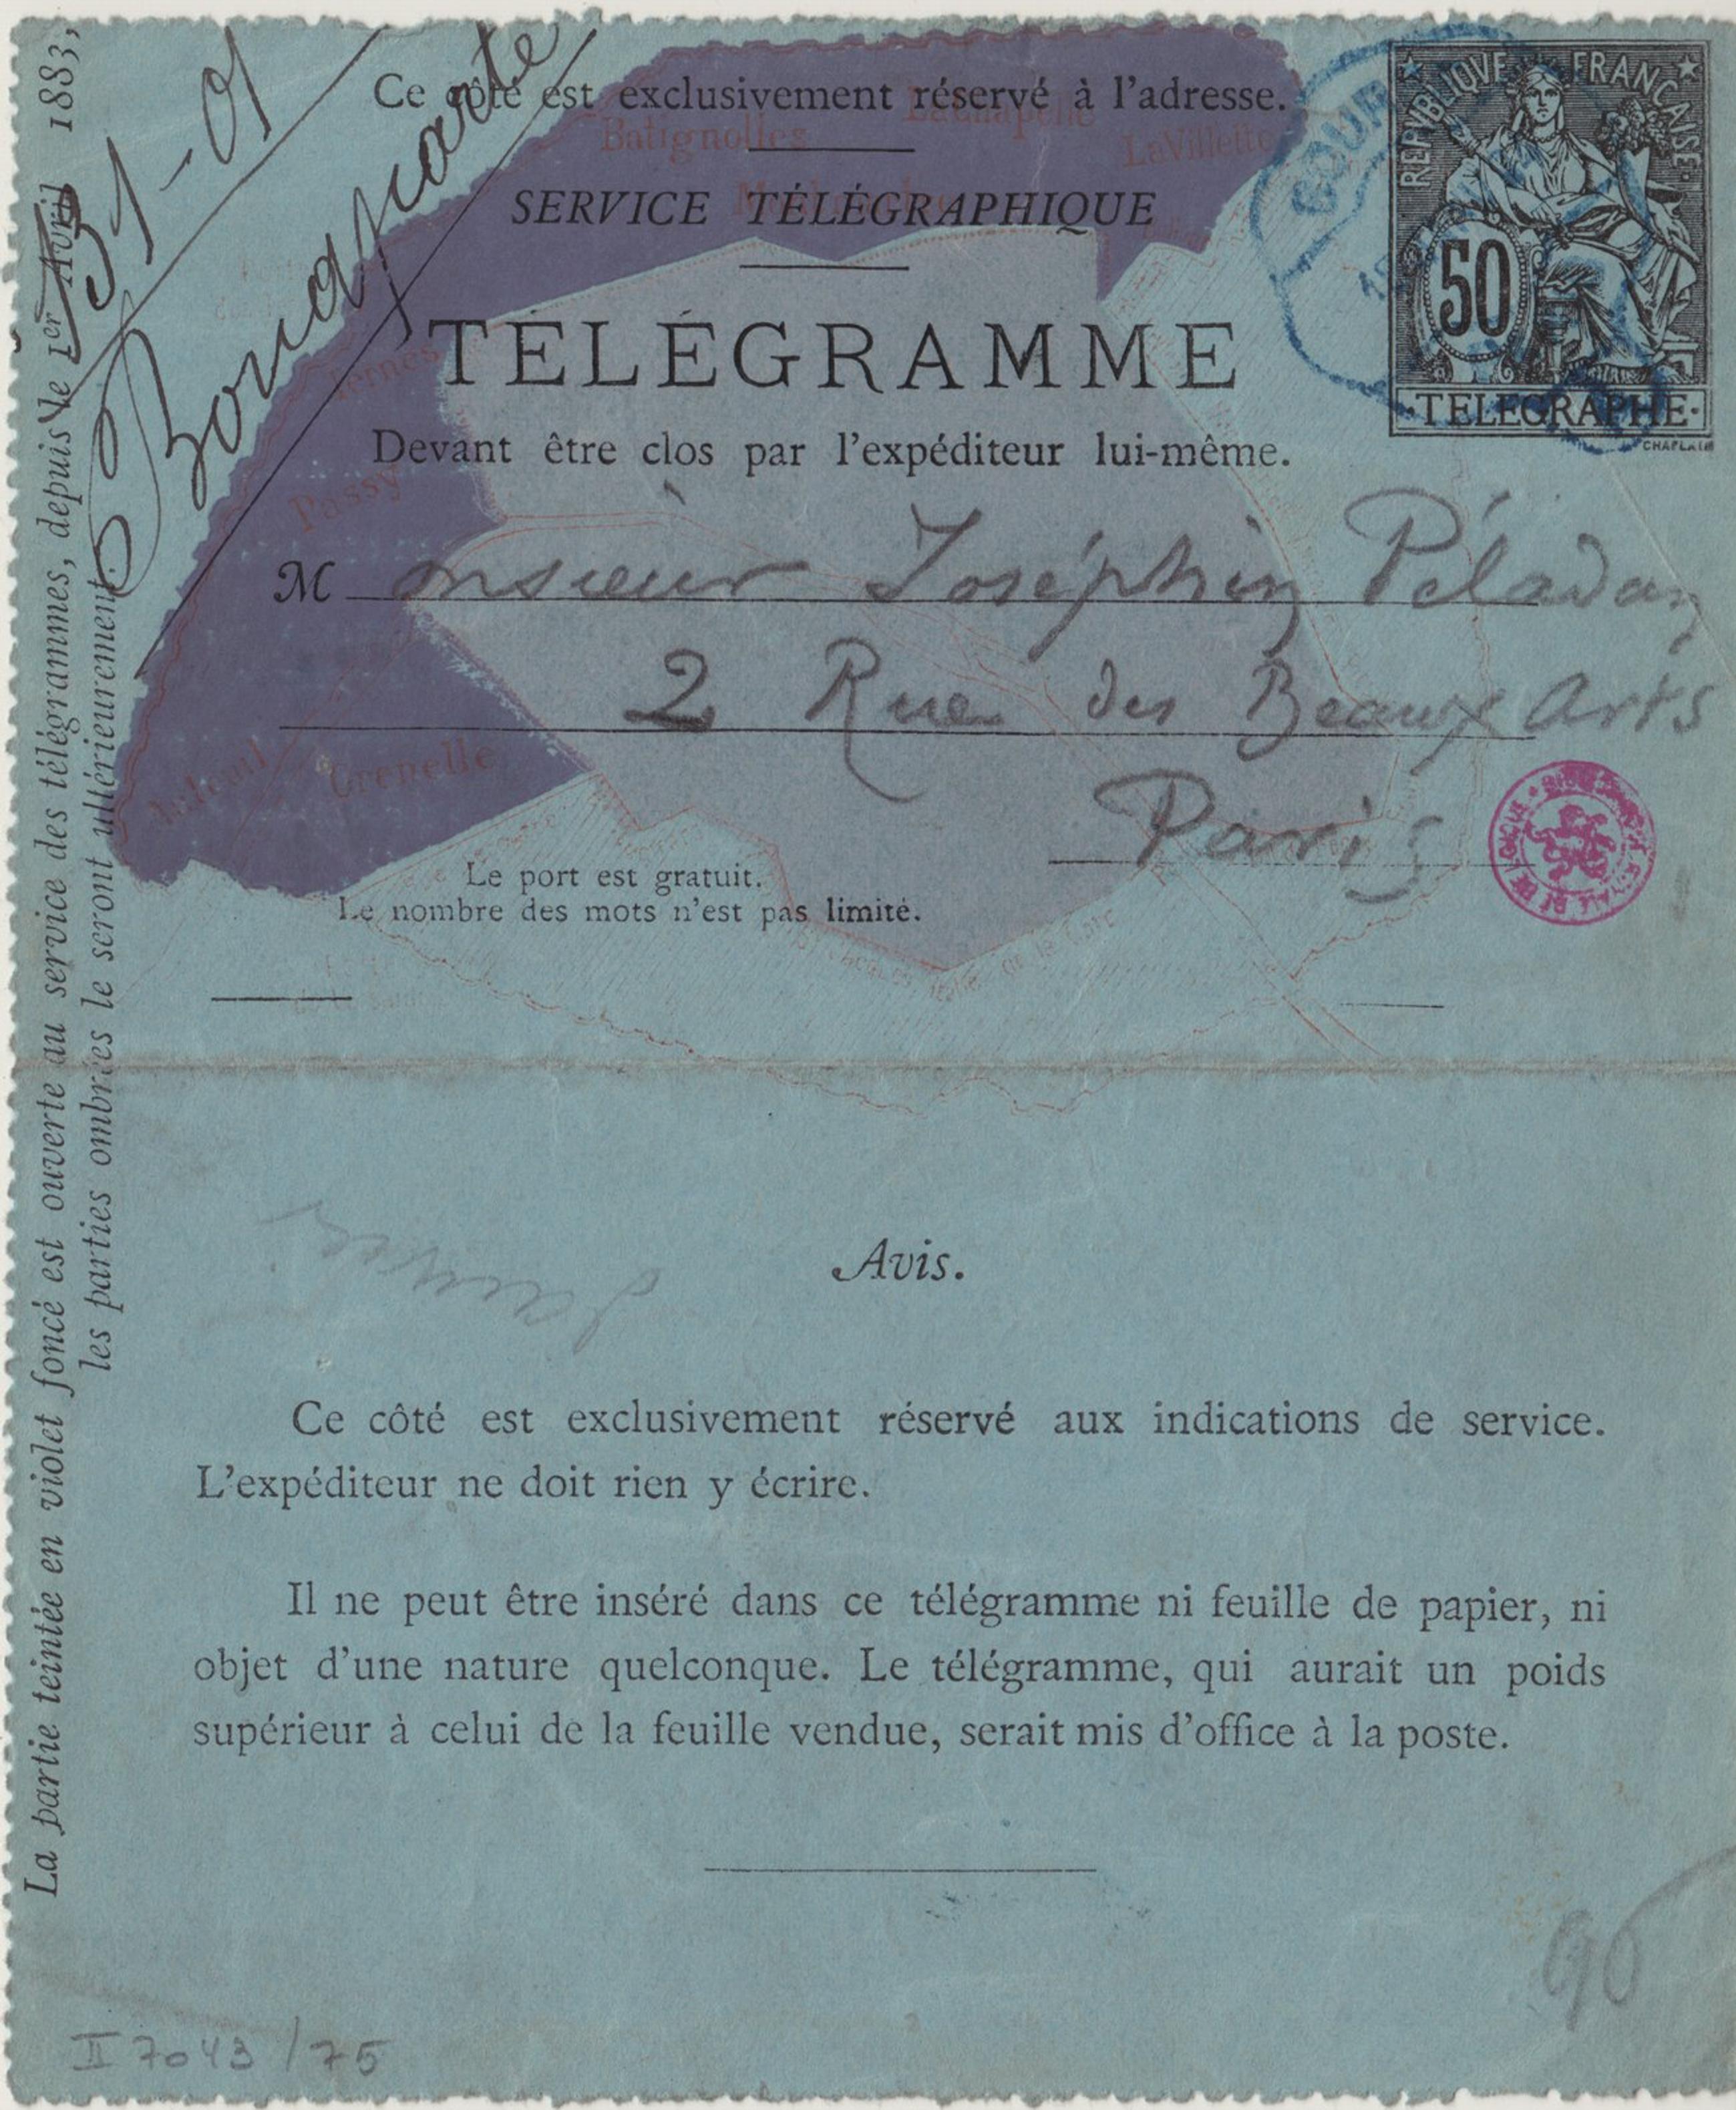 Ce côté est exclusivement réservé à l'adresse.
Batignolles
La Chapelle
La Villette
SERVICE TÉLÉGRAPHIQUE
TÉLÉGRAMME
Devant être clos par l'expéditeur lui-même.
REPVBLIQVE FRANCAISE
50
TELEGRAPHE
CHAPLAIN
Bonaparte
Ternes
Passy
Monsieur Joséphin Péladan
2 Rue des Beaux Arts
Paris
Auteuil
Grenelle
Le port est gratuit.
Le nombre des mots n'est pas limité.
La partie teintée en violet foncé est ouverte au service des télégrammes, depuis le 1er Avril 1883,
les parties ombrées le seront ultérieurement.
Avis.
Ce côté est exclusivement réservé aux indications de service.
L'expéditeur ne doit rien y écrire.
Il ne peut être inséré dans ce télégramme ni feuille de papier, ni
objet d'une nature quelconque. Le télégramme, qui aurait un poids
supérieur à celui de la feuille vendue, serait mis d'office à la poste.
90
II 7043/75